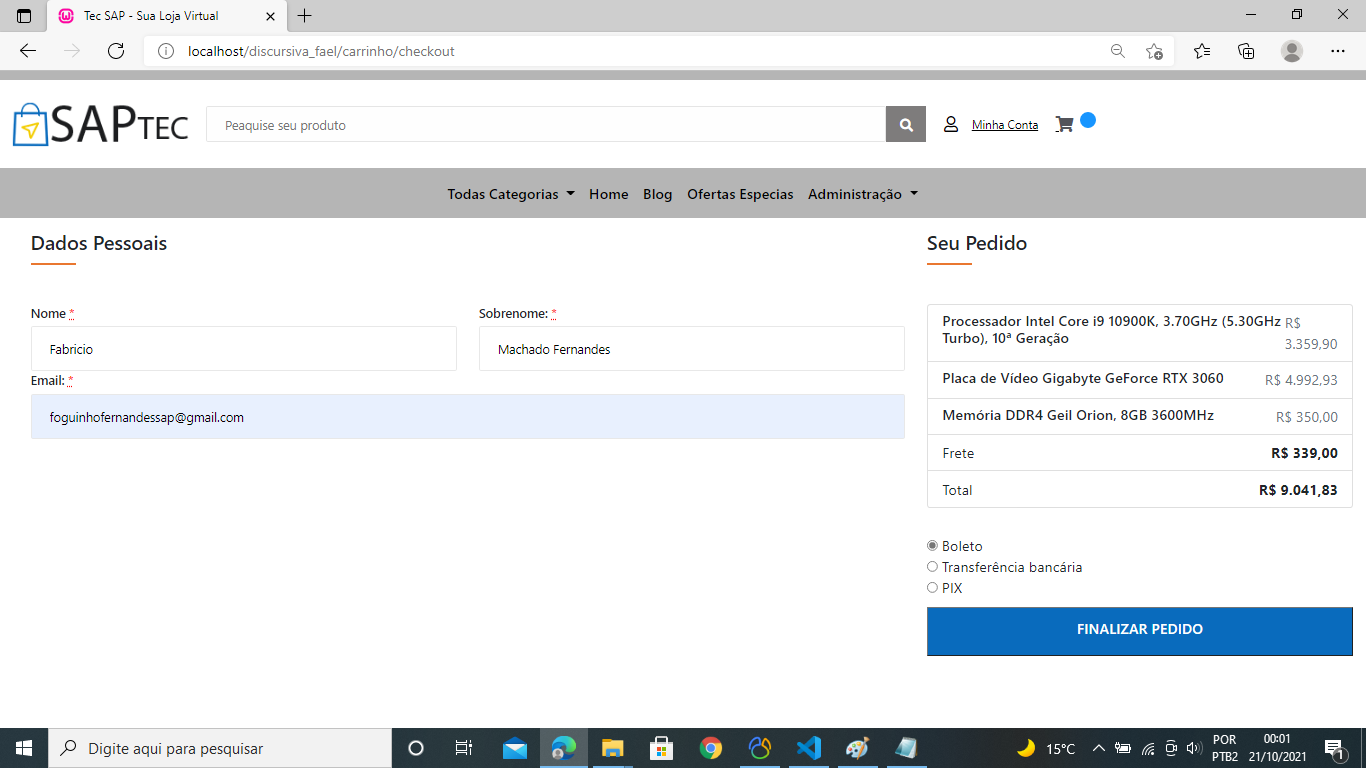 Tec SAP - Sua Loja Virtual
localhost/discursiva_fael/carrinho/checkout
SAPTEC
Peaquise seu produto
Minha Conta
Todas Categorias Home Blog Ofertas Especias Administração
Dados Pessoais
Nome *
Fabricio
Sobrenome: *
Machado Fernandes
Email: *
foguinhofernandessap@gmail.com
Seu Pedido
Processador Intel Core i9 10900K, 3.70GHz (5.30GHz
Turbo), 10ª Geração
R$
3.359,90
Placa de Vídeo Gigabyte GeForce RTX 3060 R$ 4.992,93
Memória DDR4 Geil Orion, 8GB 3600MHz R$ 350,00
Frete R$ 339,00
Total R$ 9.041,83
Boleto
Transferência bancária
PIX
FINALIZAR PEDIDO
Digite aqui para pesquisar
15°C
POR
PTB2
00:01
21/10/2021
1